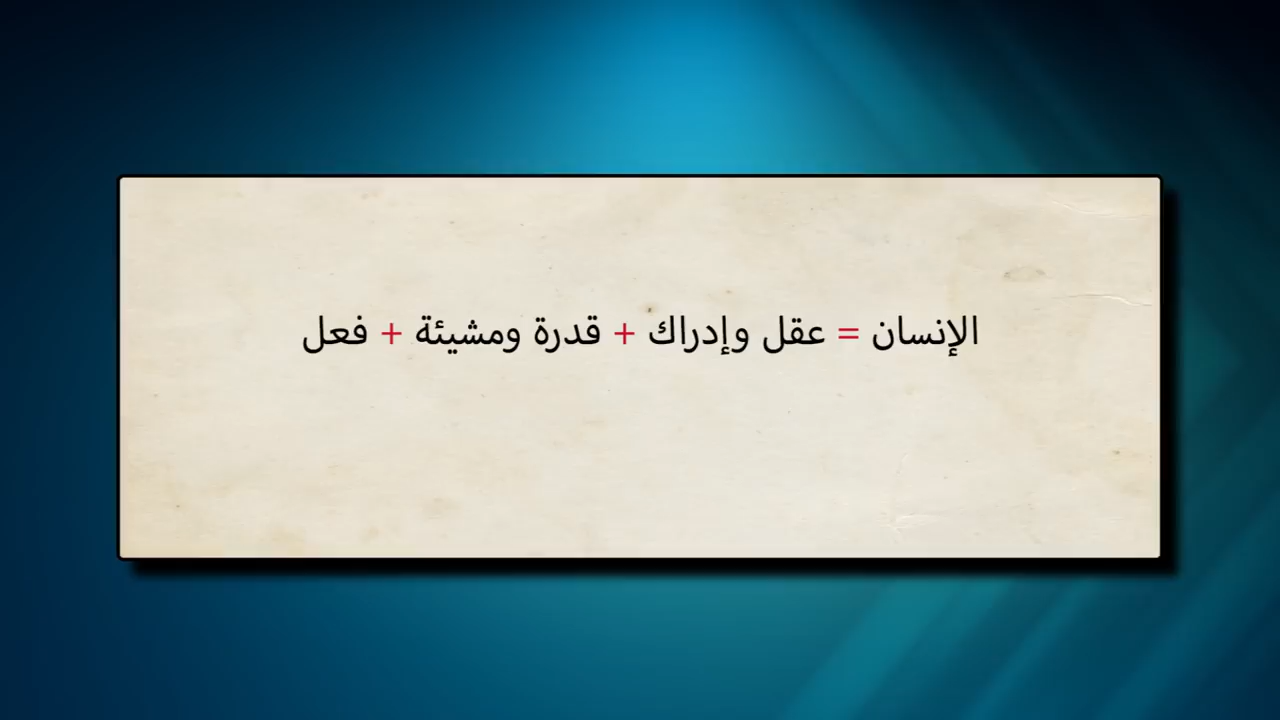 الإنسان = عقل وإدراك + قدرة ومشيئة + فعل